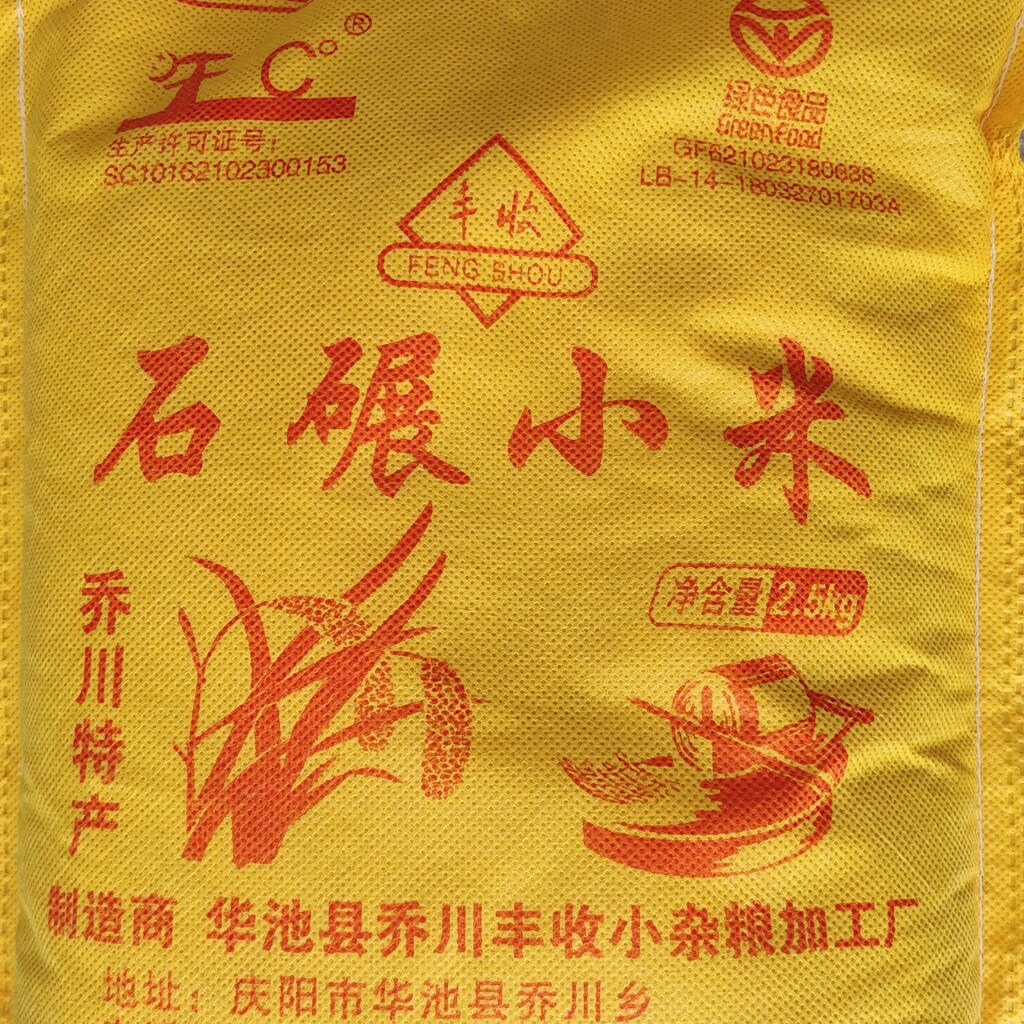 C°®
生产许可证号：
SC10162102300153
绿色食品
Greenfood
GF621023180638
LB-14-18032701703A
丰收
FENG SHOU
石碾小米
净含量 2.5kg
乔川特产
制造商 华池县乔川丰收小杂粮加工厂
地址：庆阳市华池县乔川乡